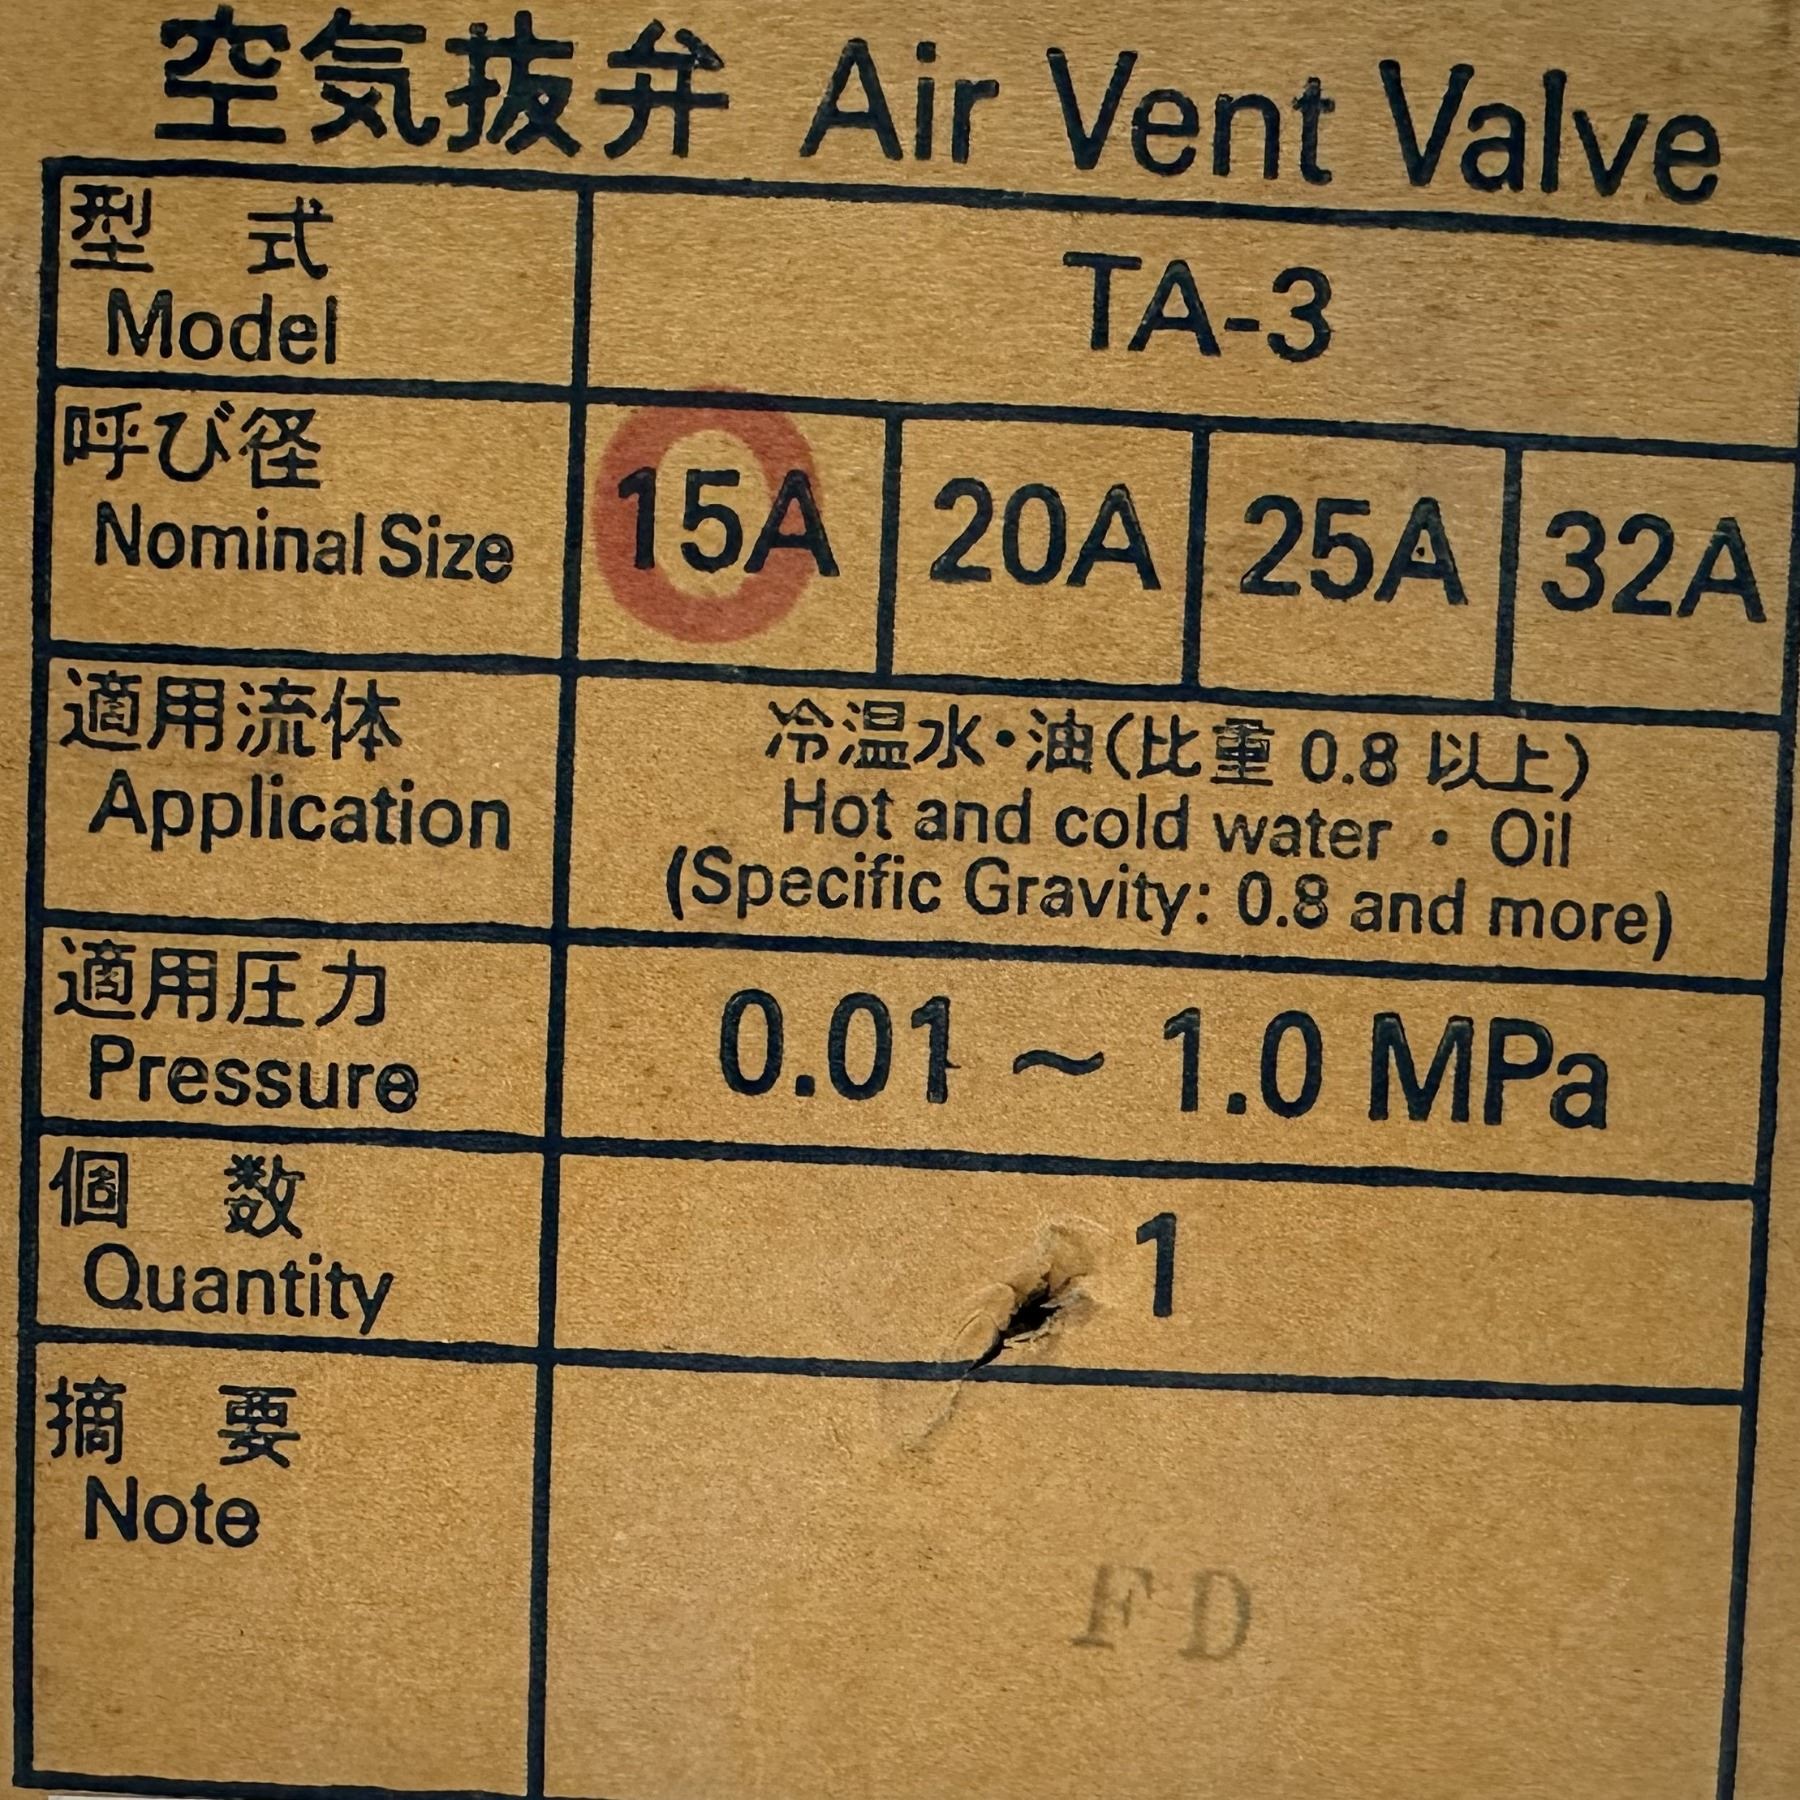 空気抜弁 Air Vent Valve
型 式
Model
TA-3
呼び径
Nominal Size
15A 20A 25A 32A
適用流体
Application
冷温水・油(比重 0.8 以上)
Hot and cold water ・ Oil
(Specific Gravity: 0.8 and more)
適用圧力
Pressure
0.01 ～ 1.0 MPa
個 数
Quantity
1
摘 要
Note
FD